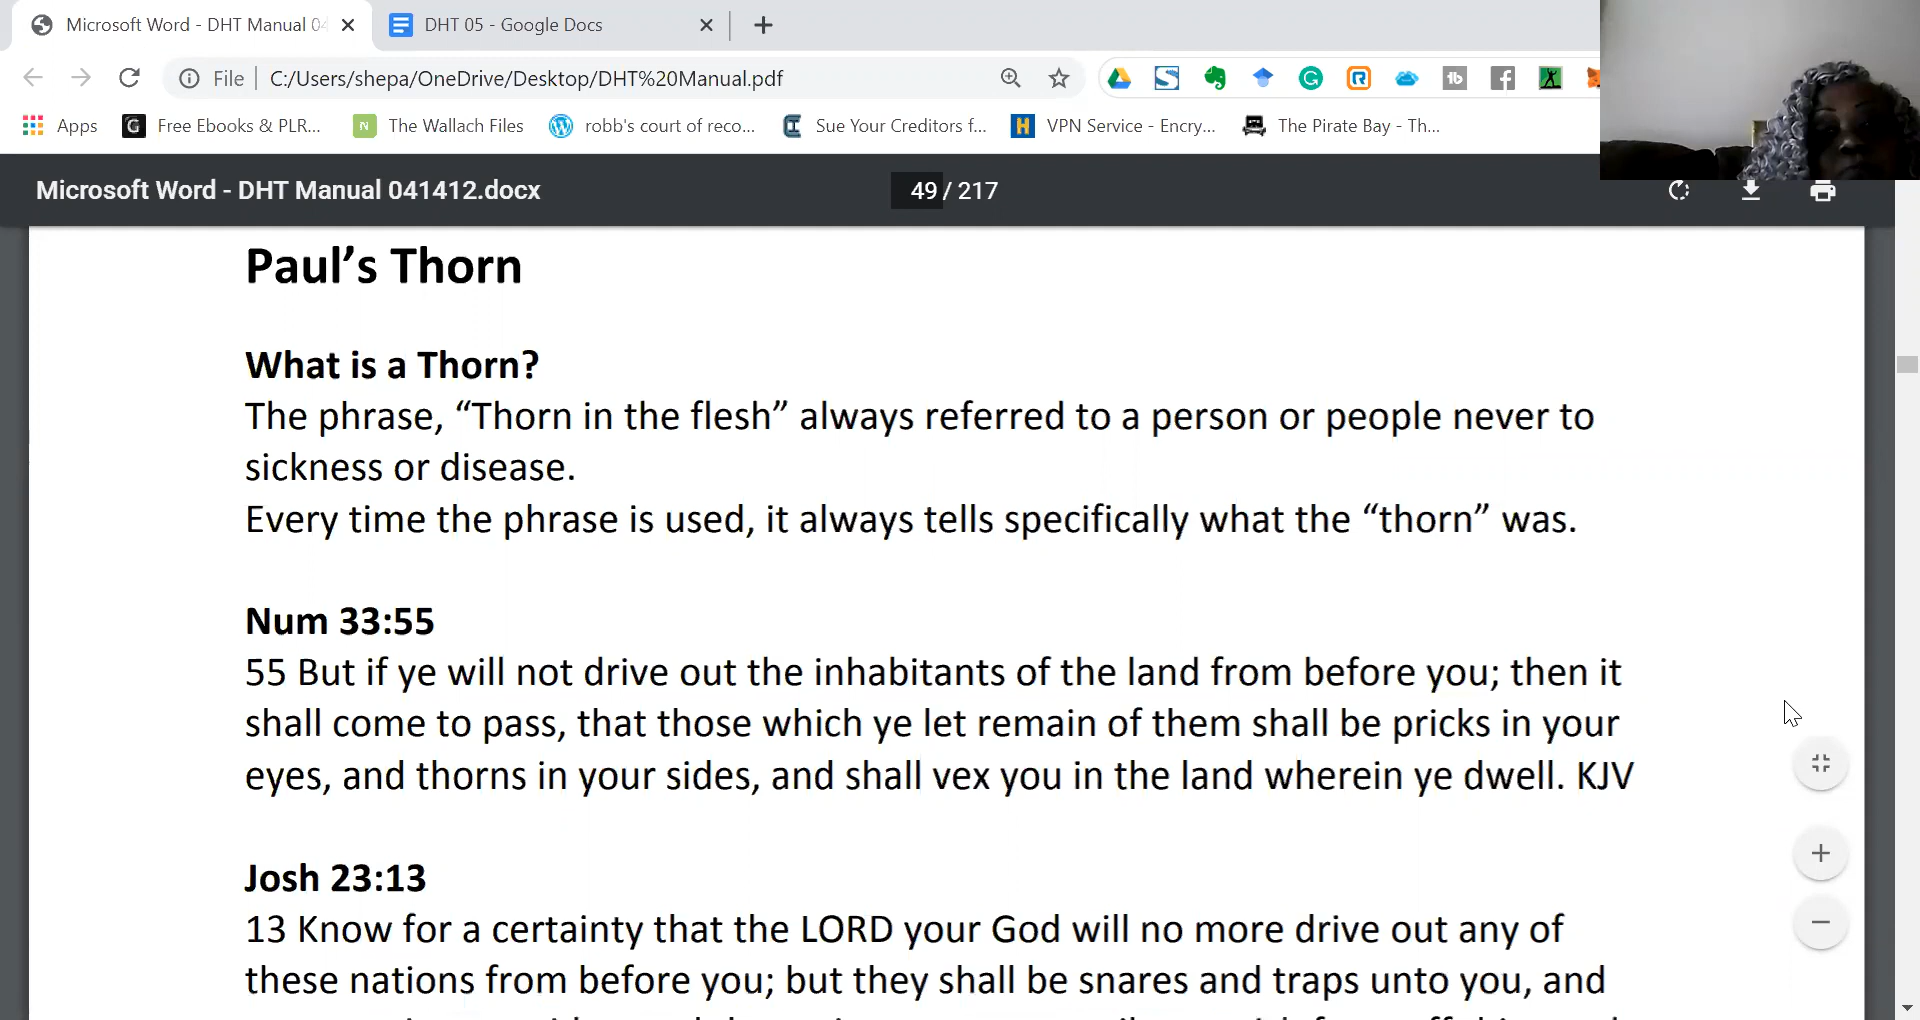 Microsoft Word - DHT Manual 04
DHT 05 - Google Docs
File
C:/Users/shepa/OneDrive/Desktop/DHT%20Manual.pdf
Apps
Free Ebooks & PLR...
The Wallach Files
robb's court of reco...
Sue Your Creditors f...
VPN Service - Encry...
The Pirate Bay - Th...
Microsoft Word - DHT Manual 041412.docx
49 / 217
Paul’s Thorn
What is a Thorn?
The phrase, “Thorn in the flesh” always referred to a person or people never to
sickness or disease.
Every time the phrase is used, it always tells specifically what the “thorn” was.
Num 33:55
55 But if ye will not drive out the inhabitants of the land from before you; then it
shall come to pass, that those which ye let remain of them shall be pricks in your
eyes, and thorns in your sides, and shall vex you in the land wherein ye dwell. KJV
Josh 23:13
13 Know for a certainty that the LORD your God will no more drive out any of
these nations from before you; but they shall be snares and traps unto you, and